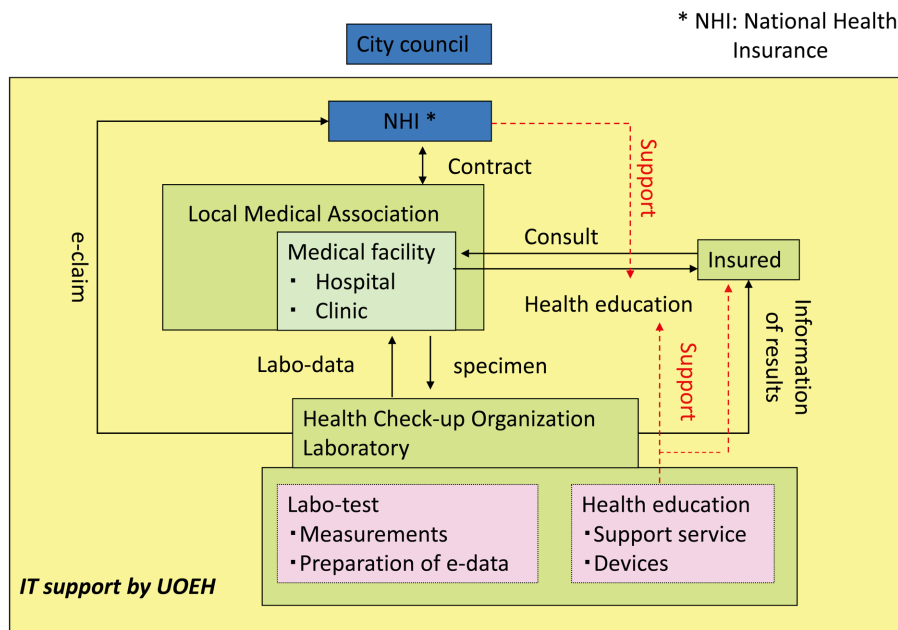 * NHI: National Health
Insurance
City council
NHI *
Contract
Support
Local Medical Association
Medical facility
・ Hospital
・ Clinic
Consult
Insured
e-claim
Health education
Information
of results
Labo-data
specimen
Support
Health Check-up Organization
Laboratory
Labo-test
・Measurements
・Preparation of e-data
Health education
・Support service
・Devices
IT support by UOEH